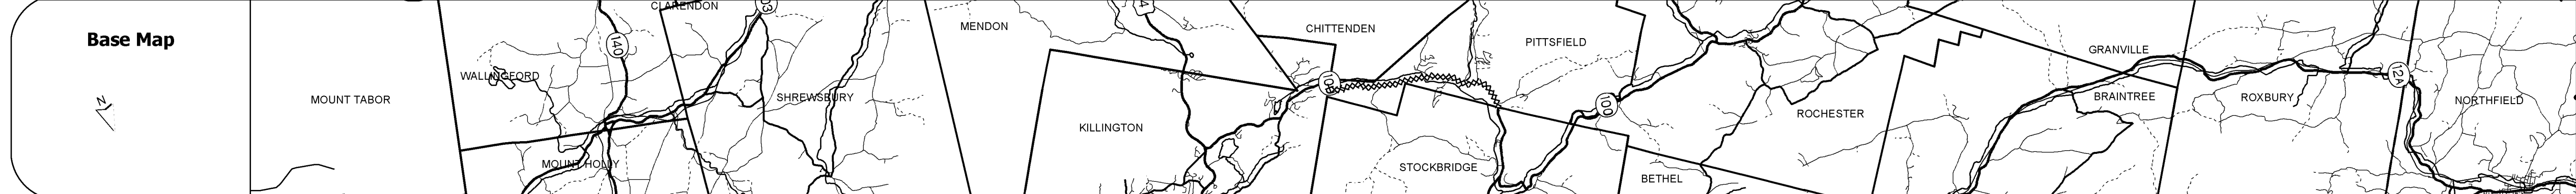 Base Map
N
MOUNT TABOR
WALLINGFORD
140
CLARENDON
MOUNT HOLLY
SHREWSBURY
MENDON
KILLINGTON
CHITTENDEN
STOCKBRIDGE
PITTSFIELD
100
BETHEL
ROCHESTER
GRANVILLE
BRAINTREE
ROXBURY
12A
NORTHFIELD